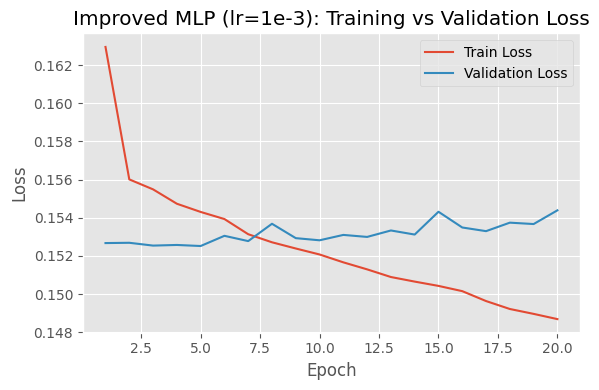 Improved MLP (lr=1e-3): Training vs Validation Loss
Train Loss
Validation Loss
0.162
0.160
0.158
0.156
0.154
0.152
0.150
0.148
Loss
2.5 5.0 7.5 10.0 12.5 15.0 17.5 20.0
Epoch